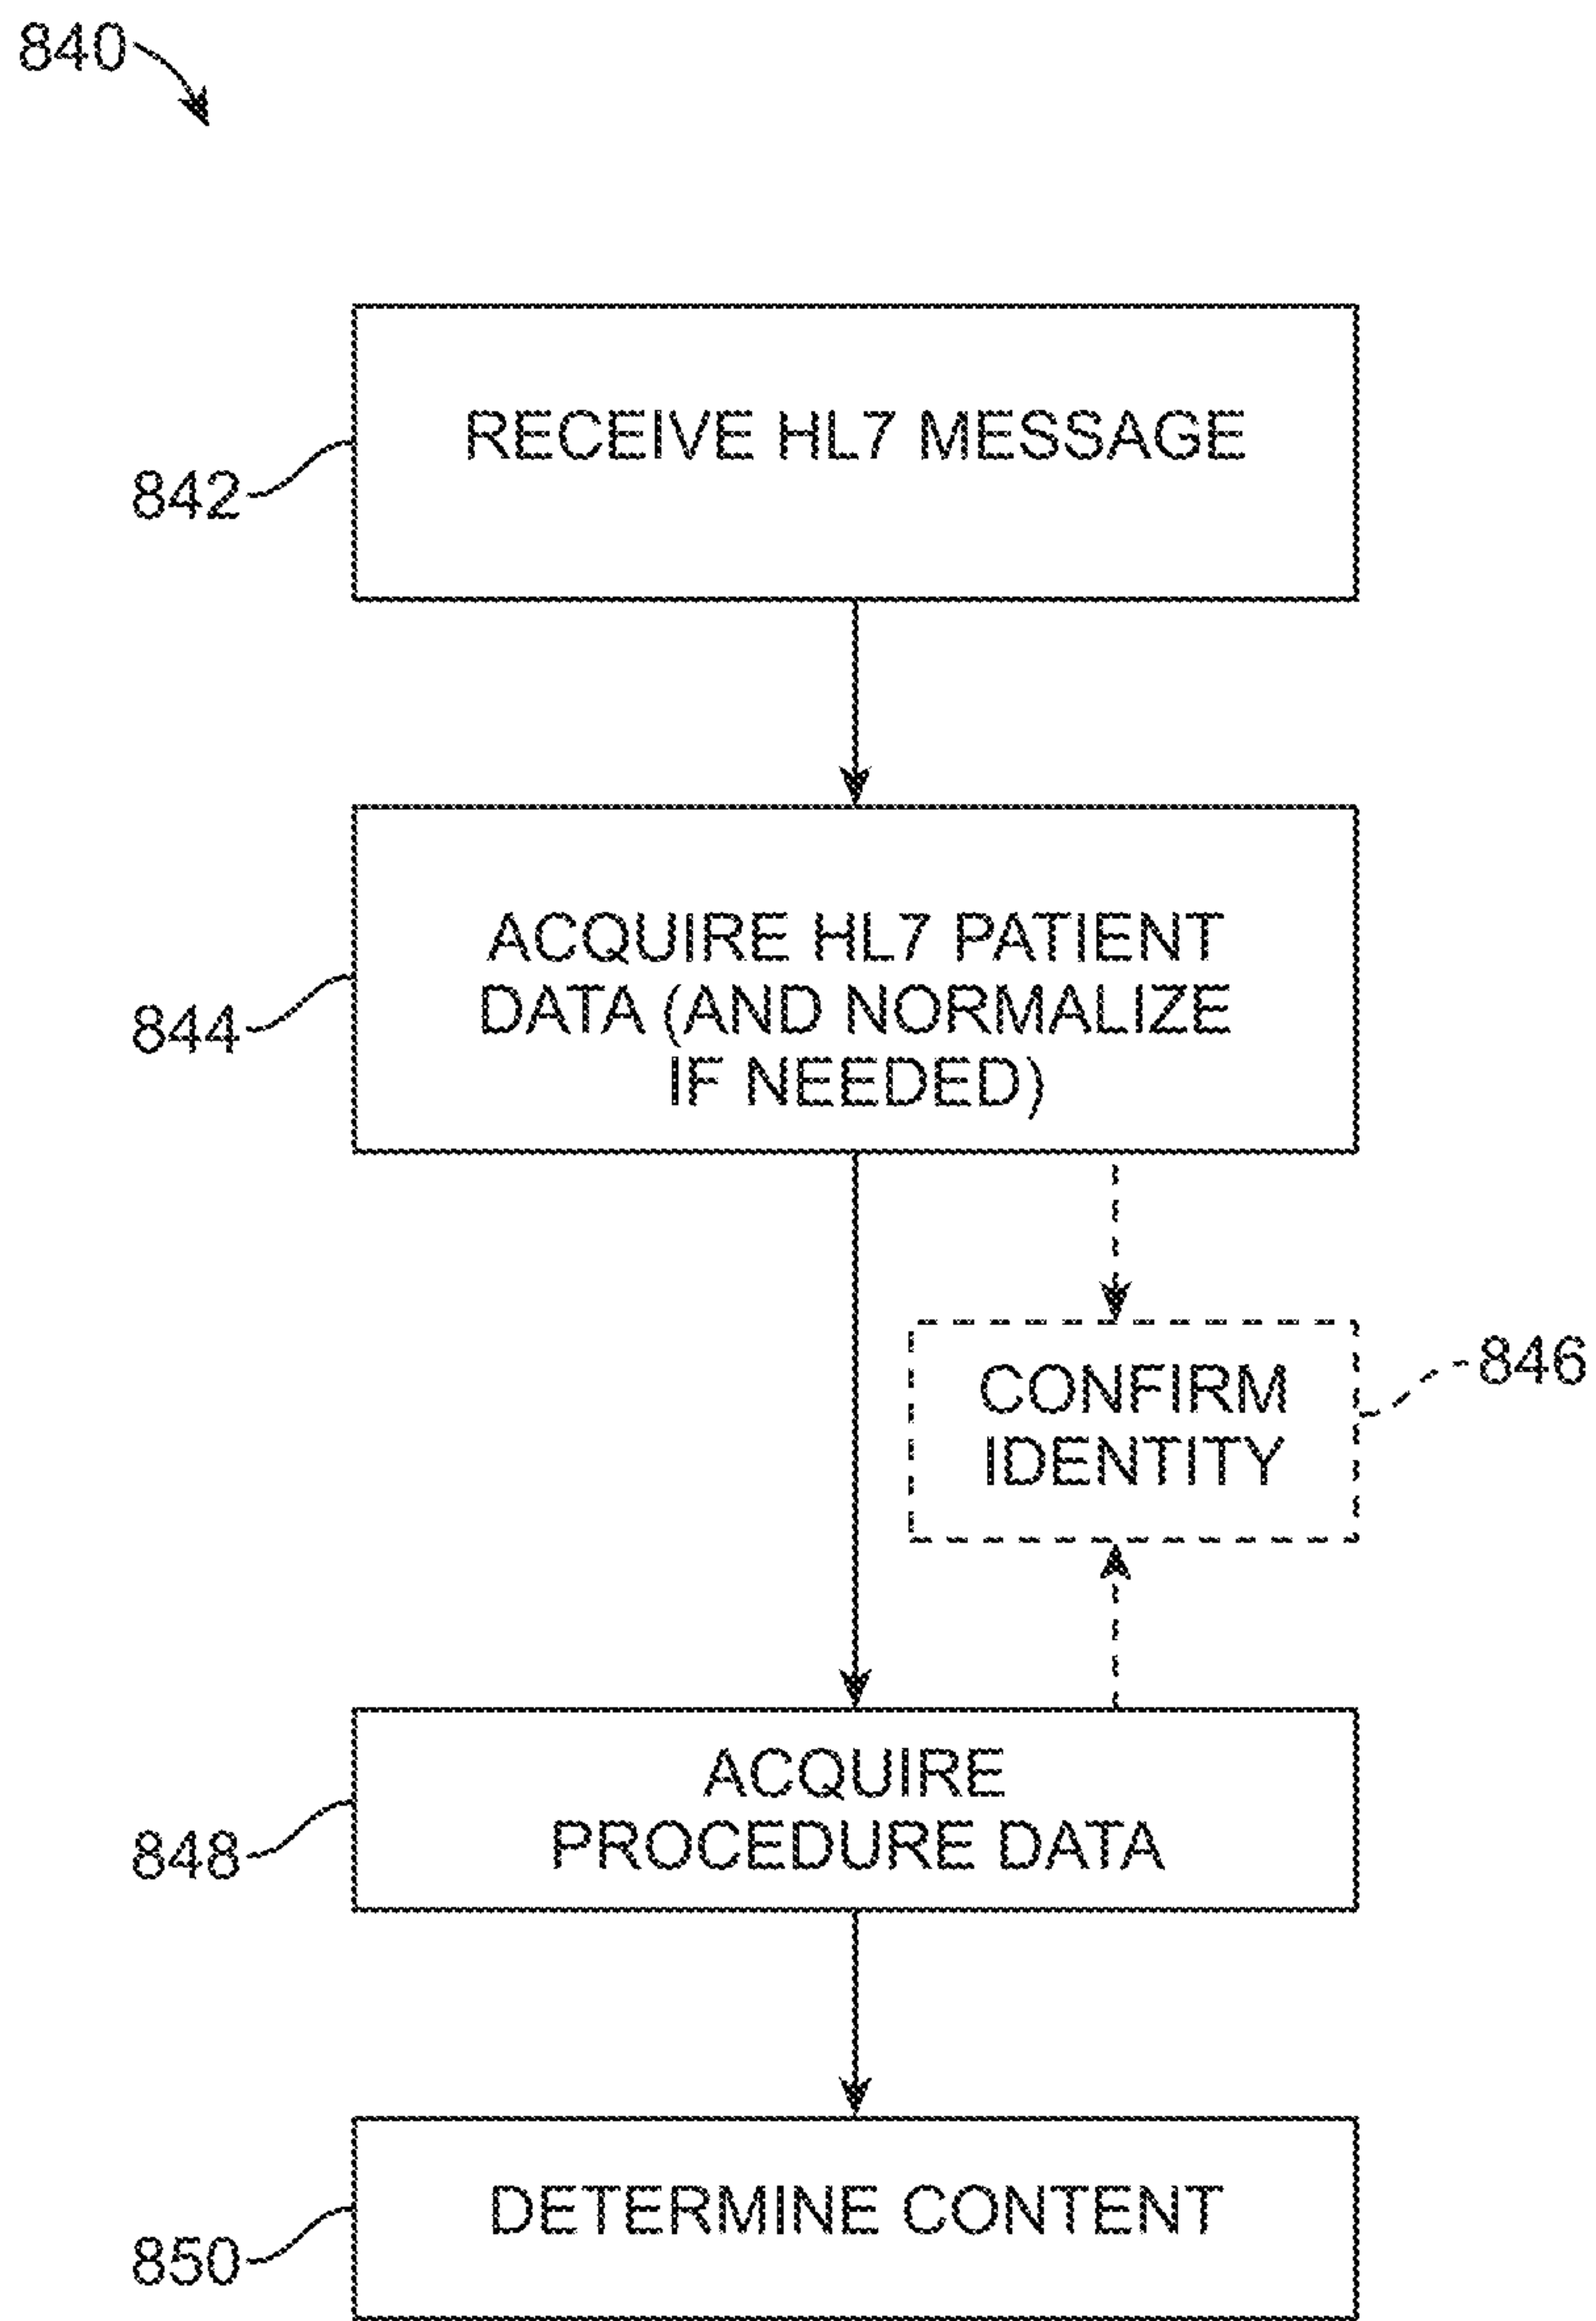 840
RECEIVE HL7 MESSAGE
842
ACQUIRE HL7 PATIENT
DATA (AND NORMALIZE
IF NEEDED)
844
CONFIRM
IDENTITY
846
ACQUIRE
PROCEDURE DATA
848
DETERMINE CONTENT
850